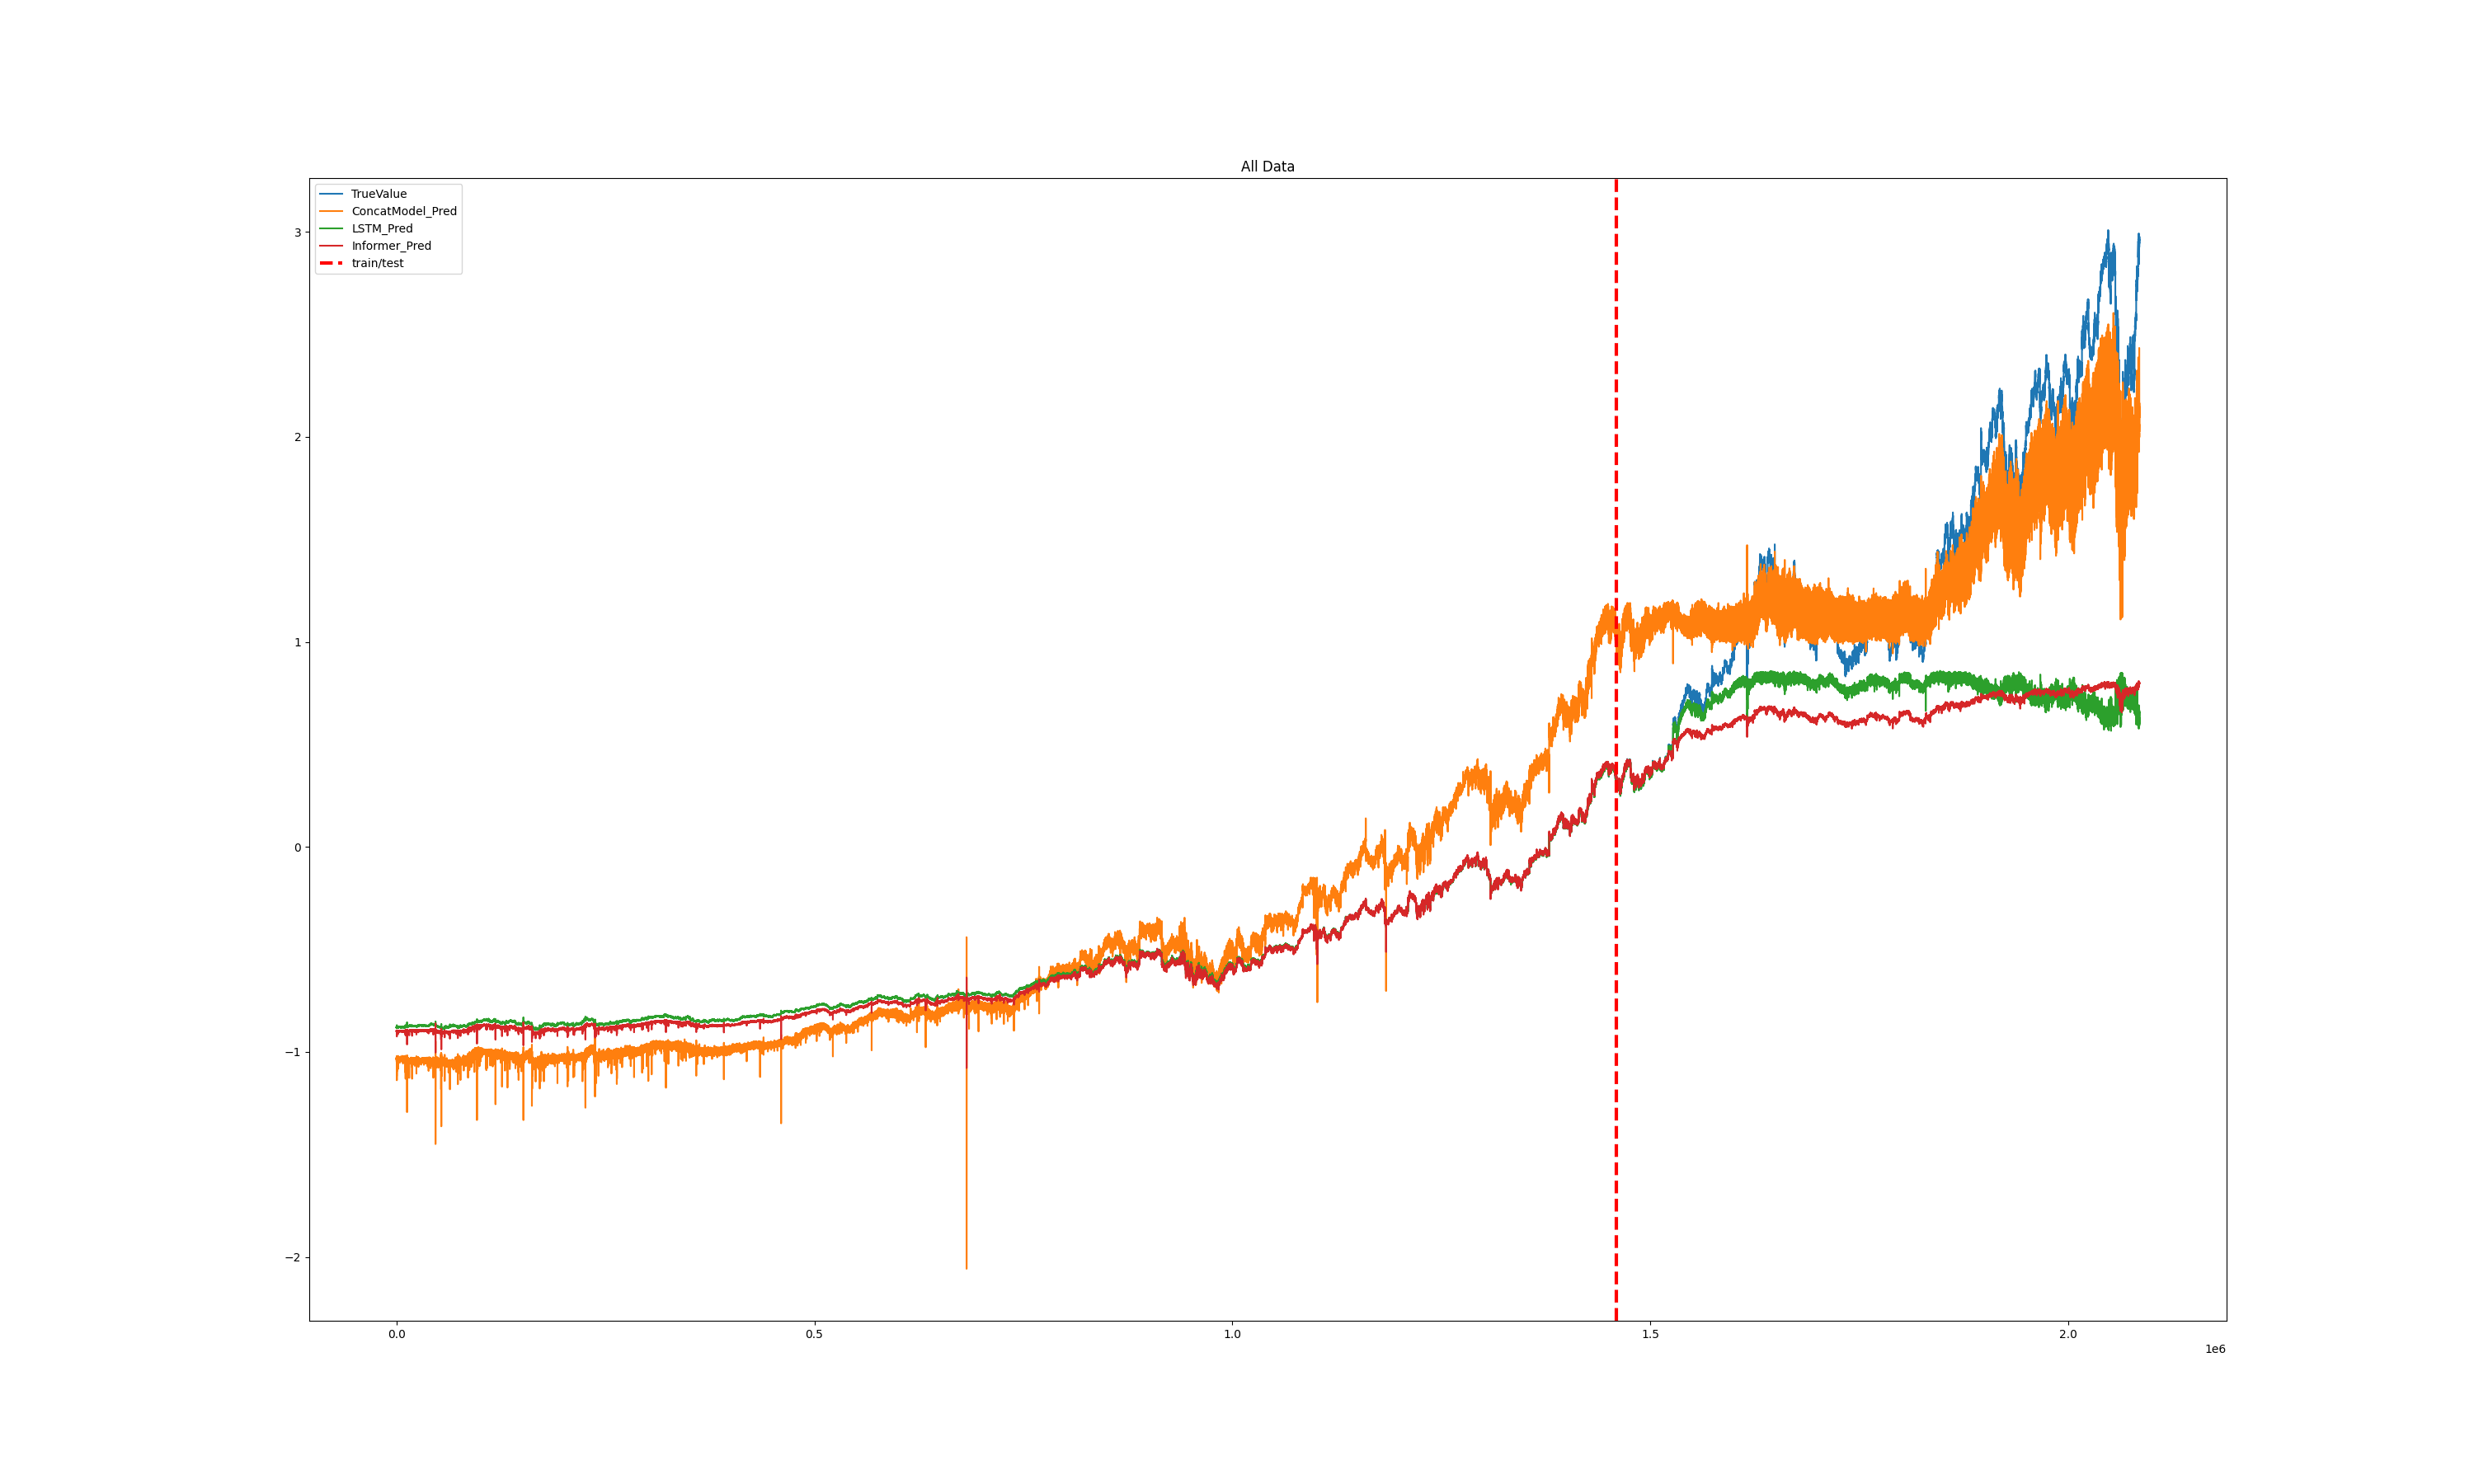 All Data
TrueValue
ConcatModel_Pred
LSTM_Pred
Informer_Pred
train/test
3
2
1
0
−1
−2
0.0 0.5 1.0 1.5 2.0
1e6